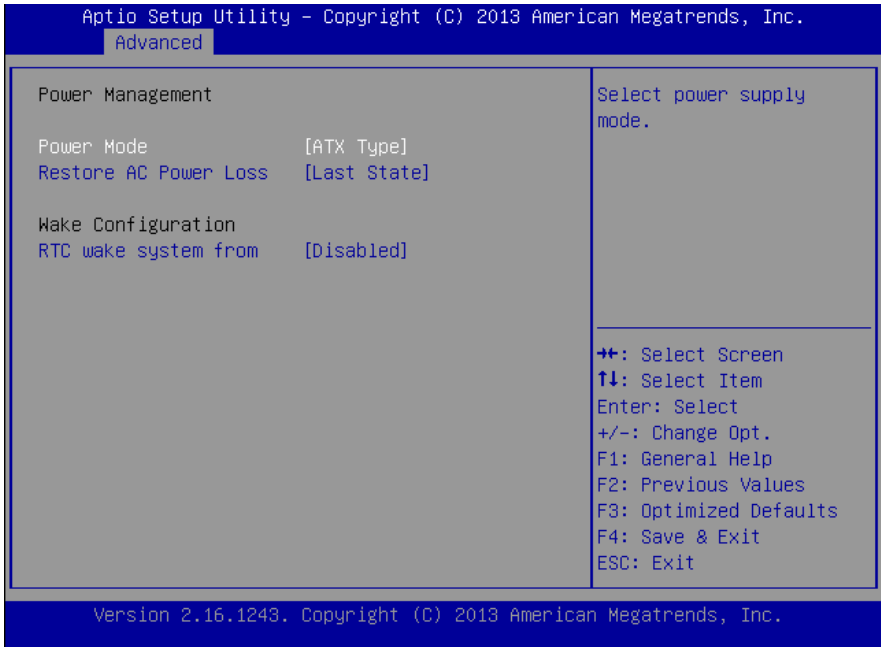 Aptio Setup Utility – Copyright (C) 2013 American Megatrends, Inc.
Advanced
Power Management
Power Mode [ATX Type]
Restore AC Power Loss [Last State]
Wake Configuration
RTC wake system from [Disabled]
Select power supply
mode.
→←: Select Screen
↑↓: Select Item
Enter: Select
+/-: Change Opt.
F1: General Help
F2: Previous Values
F3: Optimized Defaults
F4: Save & Exit
ESC: Exit
Version 2.16.1243. Copyright (C) 2013 American Megatrends, Inc.